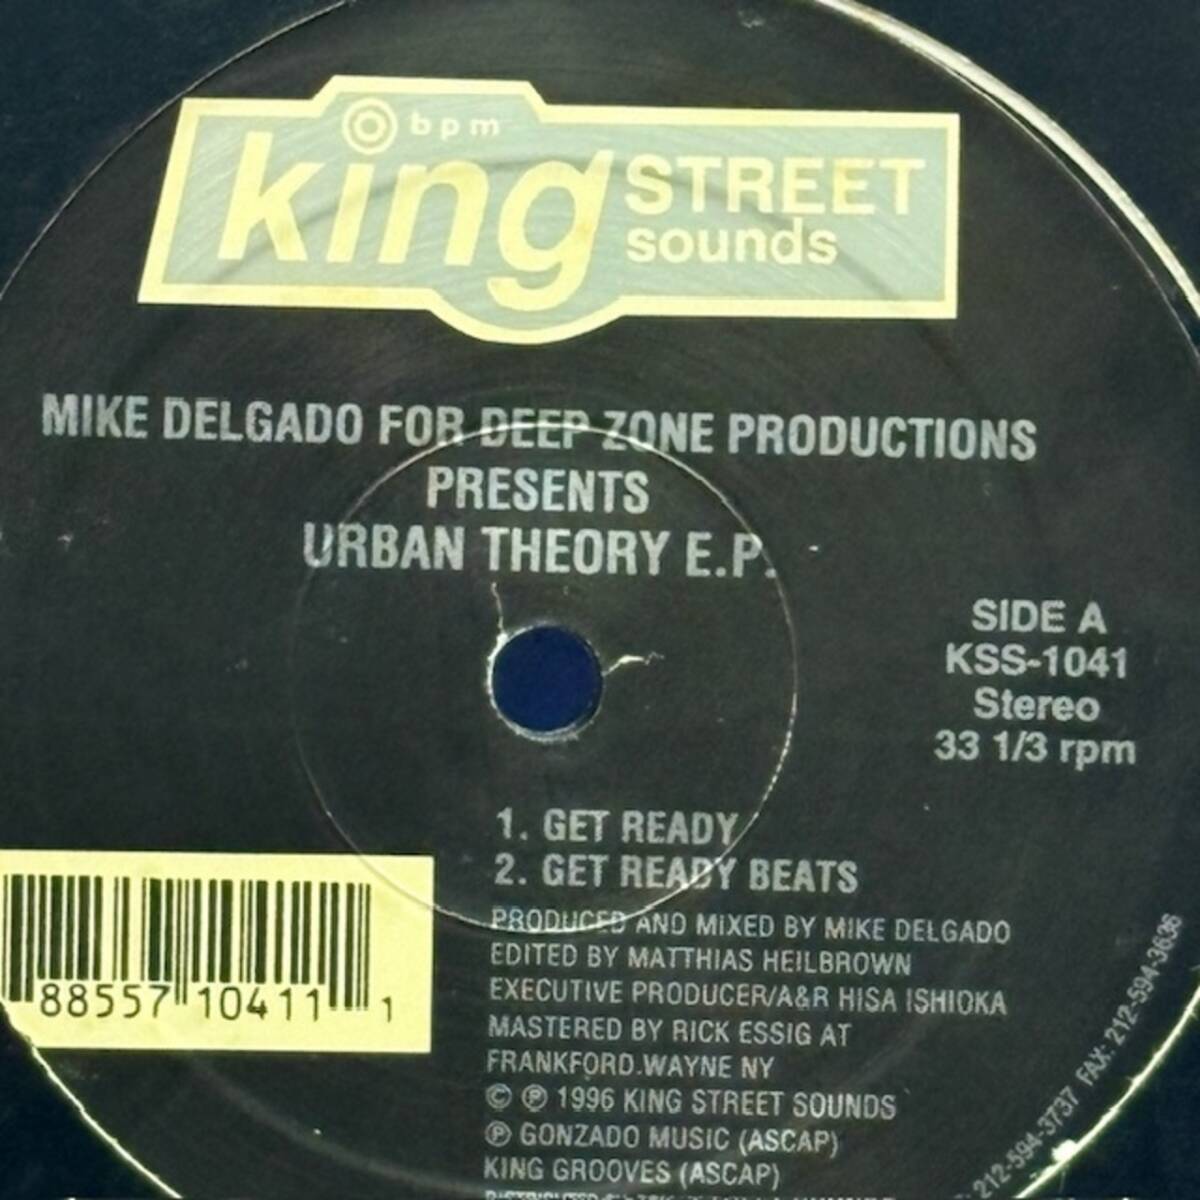 bpm
king STREET
sounds
MIKE DELGADO FOR DEEP ZONE PRODUCTIONS
PRESENTS
URBAN THEORY E.P.
SIDE A
KSS-1041
Stereo
33 1/3 rpm
1. GET READY
2. GET READY BEATS
PRODUCED AND MIXED BY MIKE DELGADO
EDITED BY MATTHIAS HEILBROWN
EXECUTIVE PRODUCER/A&R HISA ISHIOKA
MASTERED BY RICK ESSIG AT
FRANKFORD.WAYNE NY
© ℗ 1996 KING STREET SOUNDS
℗ GONZADO MUSIC (ASCAP)
KING GROOVES (ASCAP)
88557 10411 1
212-594-3737 FAX: 212-594-3636